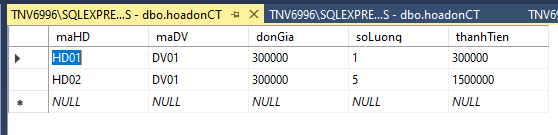 TNV6996\SQLEXPRE...S - dbo.hoadonCT TNV6996\SQLEXPRE...S - dbo.hoadon TNV6
maHD maDV donGia soLuong thanhTien
HD01 DV01 300000 1 300000
HD02 DV01 300000 5 1500000
NULL NULL NULL NULL NULL